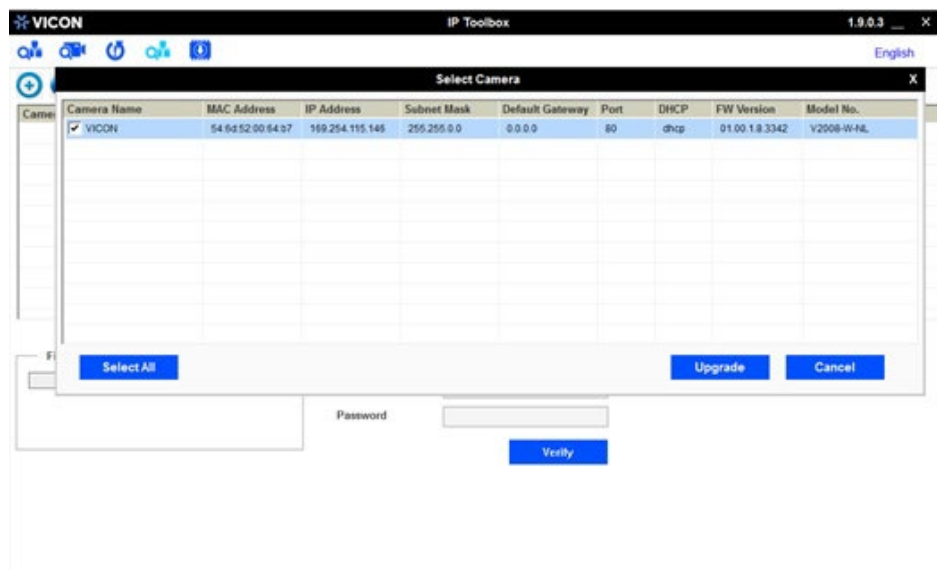 VICON IP Toolbox 1.9.0.3
English
Select Camera X
Camera Name MAC Address IP Address Subnet Mask Default Gateway Port DHCP FW Version Model No.
VICON 54:6d:52:00:64:b7 169.254.115.146 255.255.0.0 0.0.0.0 80 dhcp 01.00.1.8.3342 V2008-W-NL
Select All Upgrade Cancel
Password
Verify